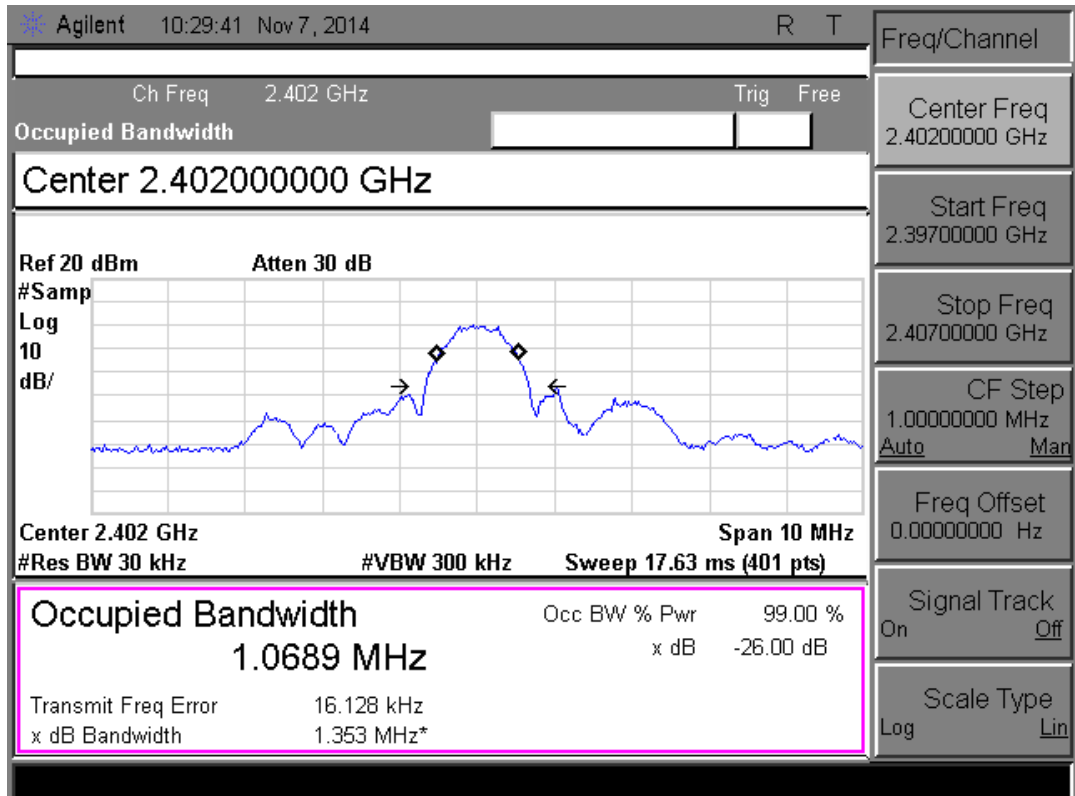 Agilent 10:29:41 Nov 7, 2014 R T
Ch Freq 2.402 GHz Trig Free
Occupied Bandwidth
Center 2.402000000 GHz
Ref 20 dBm Atten 30 dB
#Samp
Log
10
dB/
Center 2.402 GHz Span 10 MHz
#Res BW 30 kHz #VBW 300 kHz Sweep 17.63 ms (401 pts)
Occupied Bandwidth Occ BW % Pwr 99.00 %
1.0689 MHz x dB -26.00 dB
Transmit Freq Error 16.128 kHz
x dB Bandwidth 1.353 MHz*
Freq/Channel
Center Freq
2.40200000 GHz
Start Freq
2.39700000 GHz
Stop Freq
2.40700000 GHz
CF Step
1.00000000 MHz
Auto Man
Freq Offset
0.00000000 Hz
Signal Track
On Off
Scale Type
Log Lin